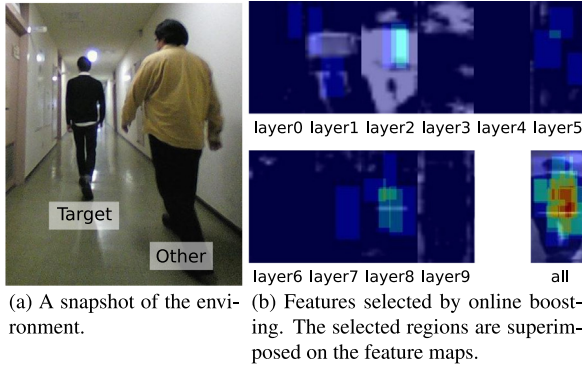 Target
Other
layer0 layer1 layer2 layer3 layer4 layer5
layer6 layer7 layer8 layer9
all
(a) A snapshot of the envi-
ronment.
(b) Features selected by online boost-
ing. The selected regions are superim-
posed on the feature maps.